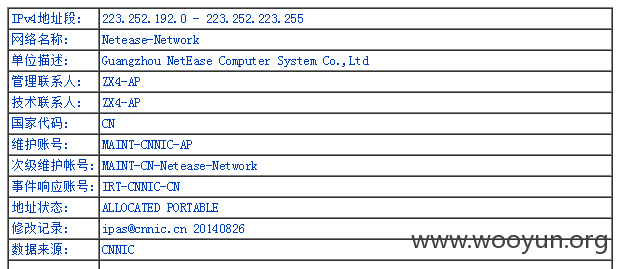 IPv4地址段: 223.252.192.0 - 223.252.223.255
网络名称: Netease-Network
单位描述: Guangzhou NetEase Computer System Co.,Ltd
管理联系人: ZX4-AP
技术联系人: ZX4-AP
国家代码: CN
维护账号: MAINT-CNNIC-AP
次级维护帐号: MAINT-CN-Netease-Network
事件响应账号: IRT-CNNIC-CN
地址状态: ALLOCATED PORTABLE
修改记录: ipas@cnnic.cn 20140826
数据来源: CNNIC
www.wooyun.org